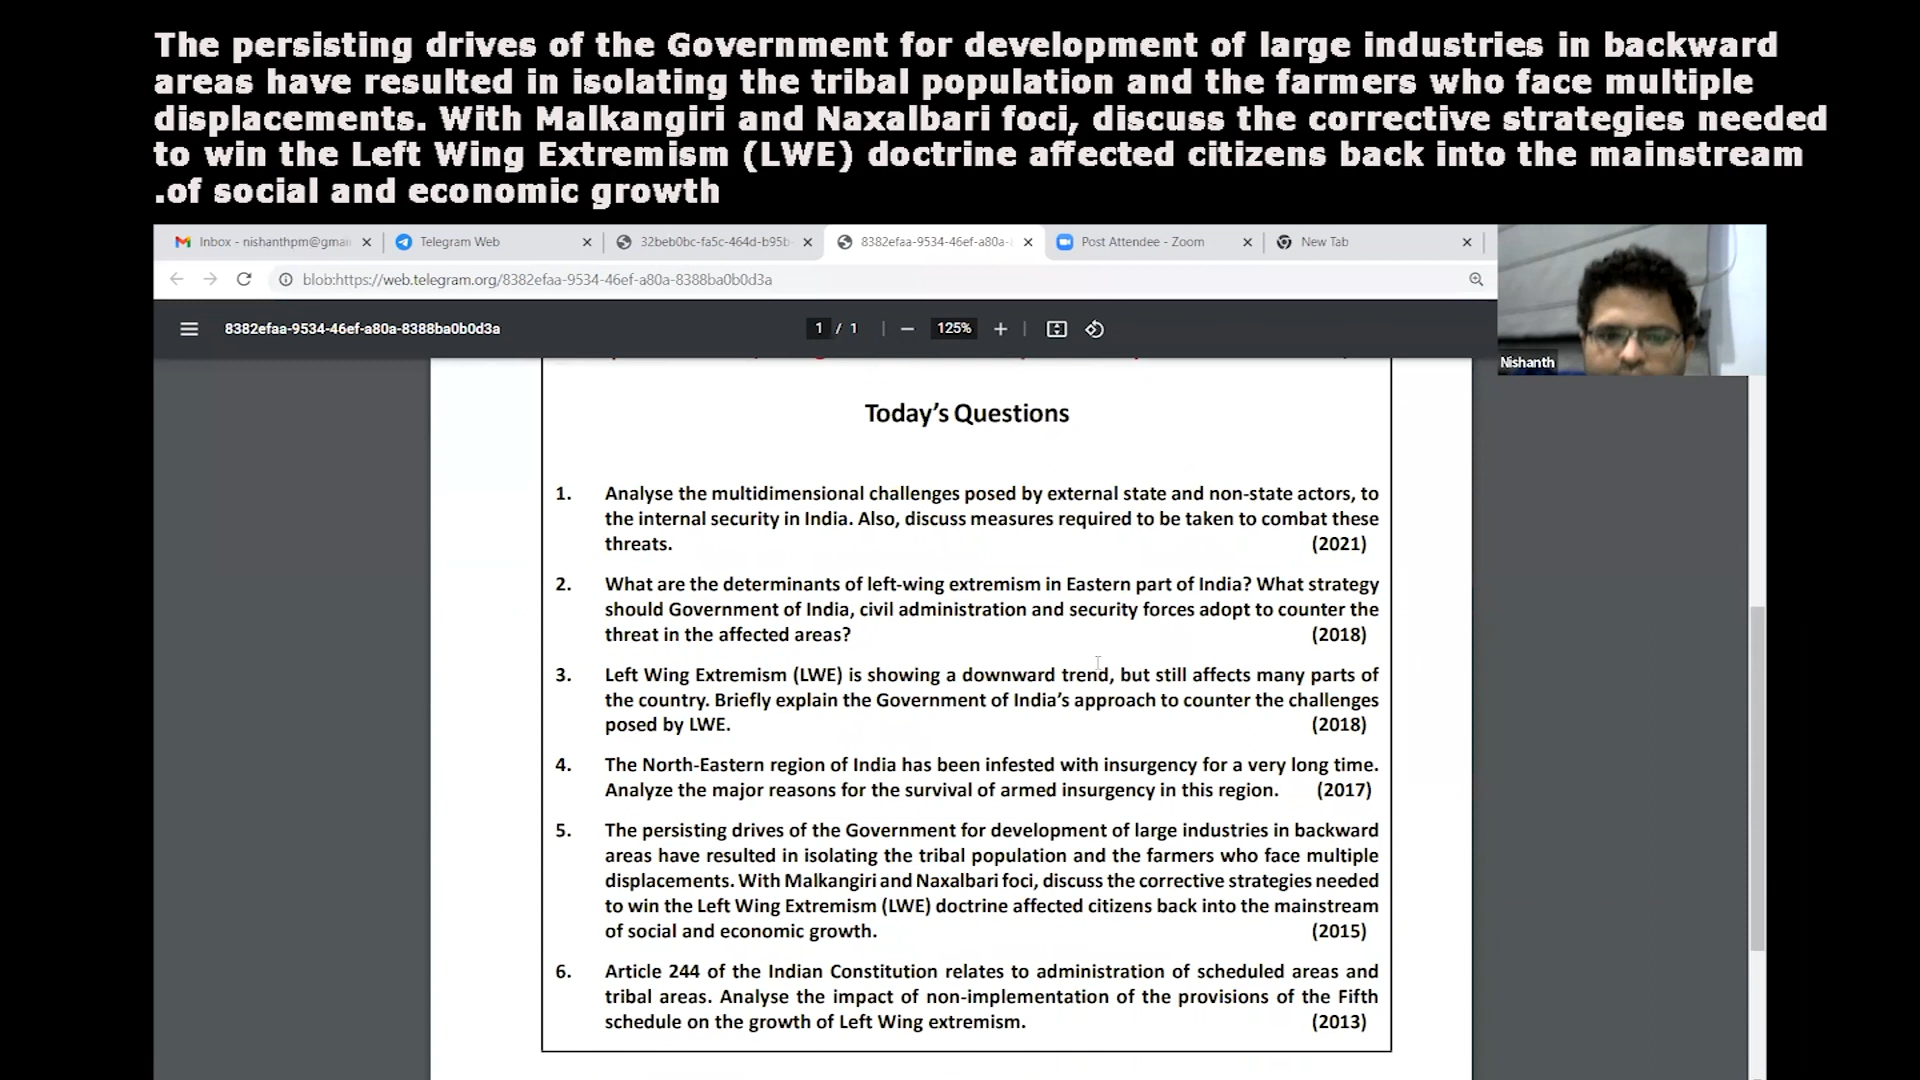 The persisting drives of the Government for development of large industries in backward
areas have resulted in isolating the tribal population and the farmers who face multiple
displacements. With Malkangiri and Naxalbari foci, discuss the corrective strategies needed
to win the Left Wing Extremism (LWE) doctrine affected citizens back into the mainstream
.of social and economic growth
Inbox - nishanthpm@gmai
Telegram Web
32beb0bc-fa5c-464d-b95b-
8382efaa-9534-46ef-a80a-
Post Attendee - Zoom
New Tab
blob:https://web.telegram.org/8382efaa-9534-46ef-a80a-8388ba0b0d3a
8382efaa-9534-46ef-a80a-8388ba0b0d3a
1 / 1
125%
Nishanth
Today's Questions
1. Analyse the multidimensional challenges posed by external state and non-state actors, to
the internal security in India. Also, discuss measures required to be taken to combat these
threats. (2021)
2. What are the determinants of left-wing extremism in Eastern part of India? What strategy
should Government of India, civil administration and security forces adopt to counter the
threat in the affected areas? (2018)
3. Left Wing Extremism (LWE) is showing a downward trend, but still affects many parts of
the country. Briefly explain the Government of India's approach to counter the challenges
posed by LWE. (2018)
4. The North-Eastern region of India has been infested with insurgency for a very long time.
Analyze the major reasons for the survival of armed insurgency in this region. (2017)
5. The persisting drives of the Government for development of large industries in backward
areas have resulted in isolating the tribal population and the farmers who face multiple
displacements. With Malkangiri and Naxalbari foci, discuss the corrective strategies needed
to win the Left Wing Extremism (LWE) doctrine affected citizens back into the mainstream
of social and economic growth. (2015)
6. Article 244 of the Indian Constitution relates to administration of scheduled areas and
tribal areas. Analyse the impact of non-implementation of the provisions of the Fifth
schedule on the growth of Left Wing extremism. (2013)